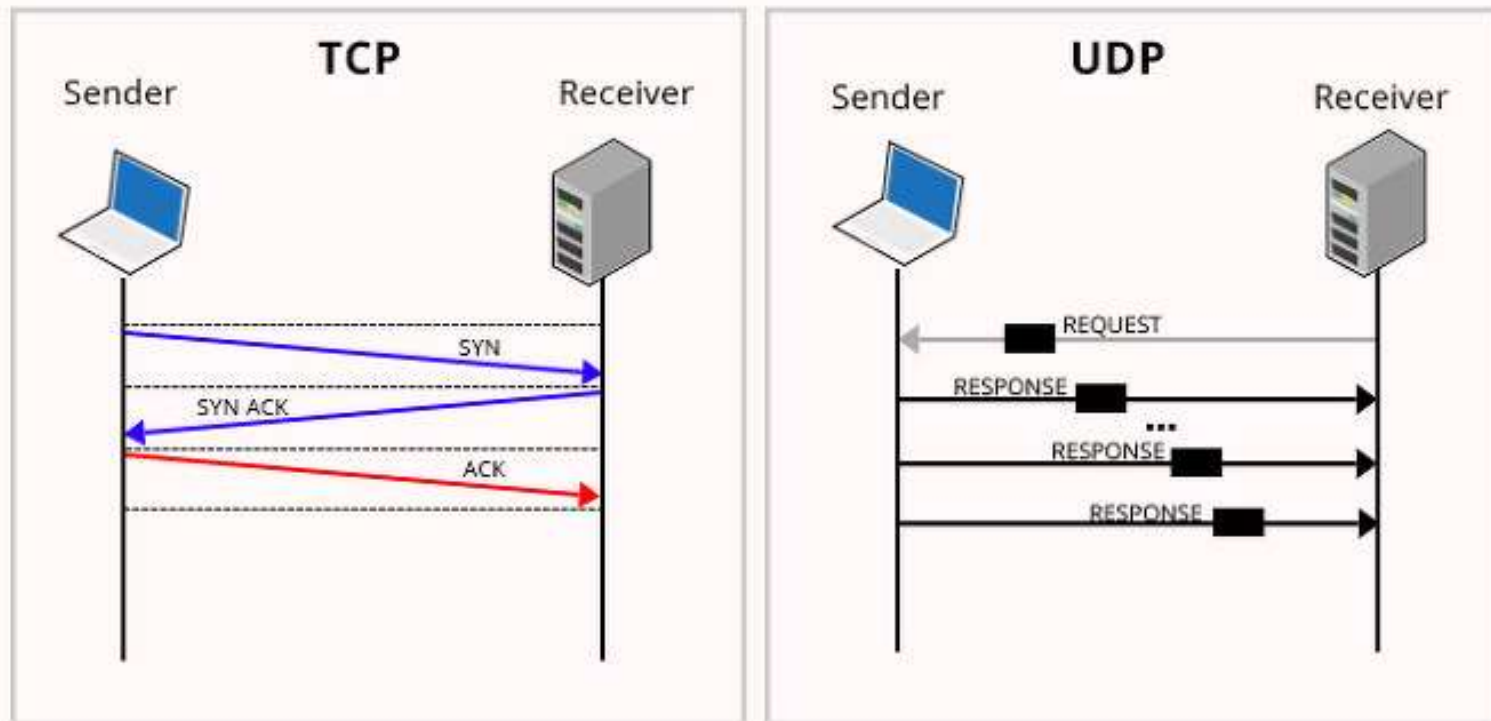 TCP
Sender
Receiver
SYN
SYN ACK
ACK
UDP
Sender
Receiver
REQUEST
RESPONSE
...
RESPONSE
RESPONSE